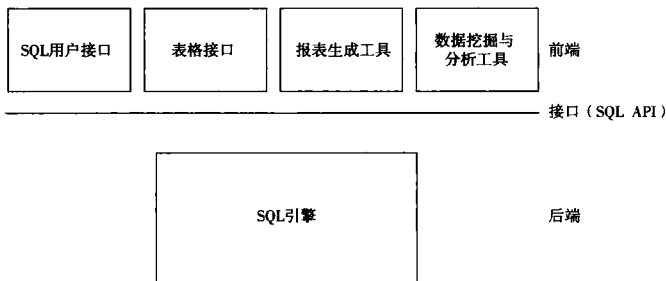 SQL用户接口
表格接口
报表生成工具
数据挖掘与
分析工具
前端
接口（SQL API）
SQL引擎
后端